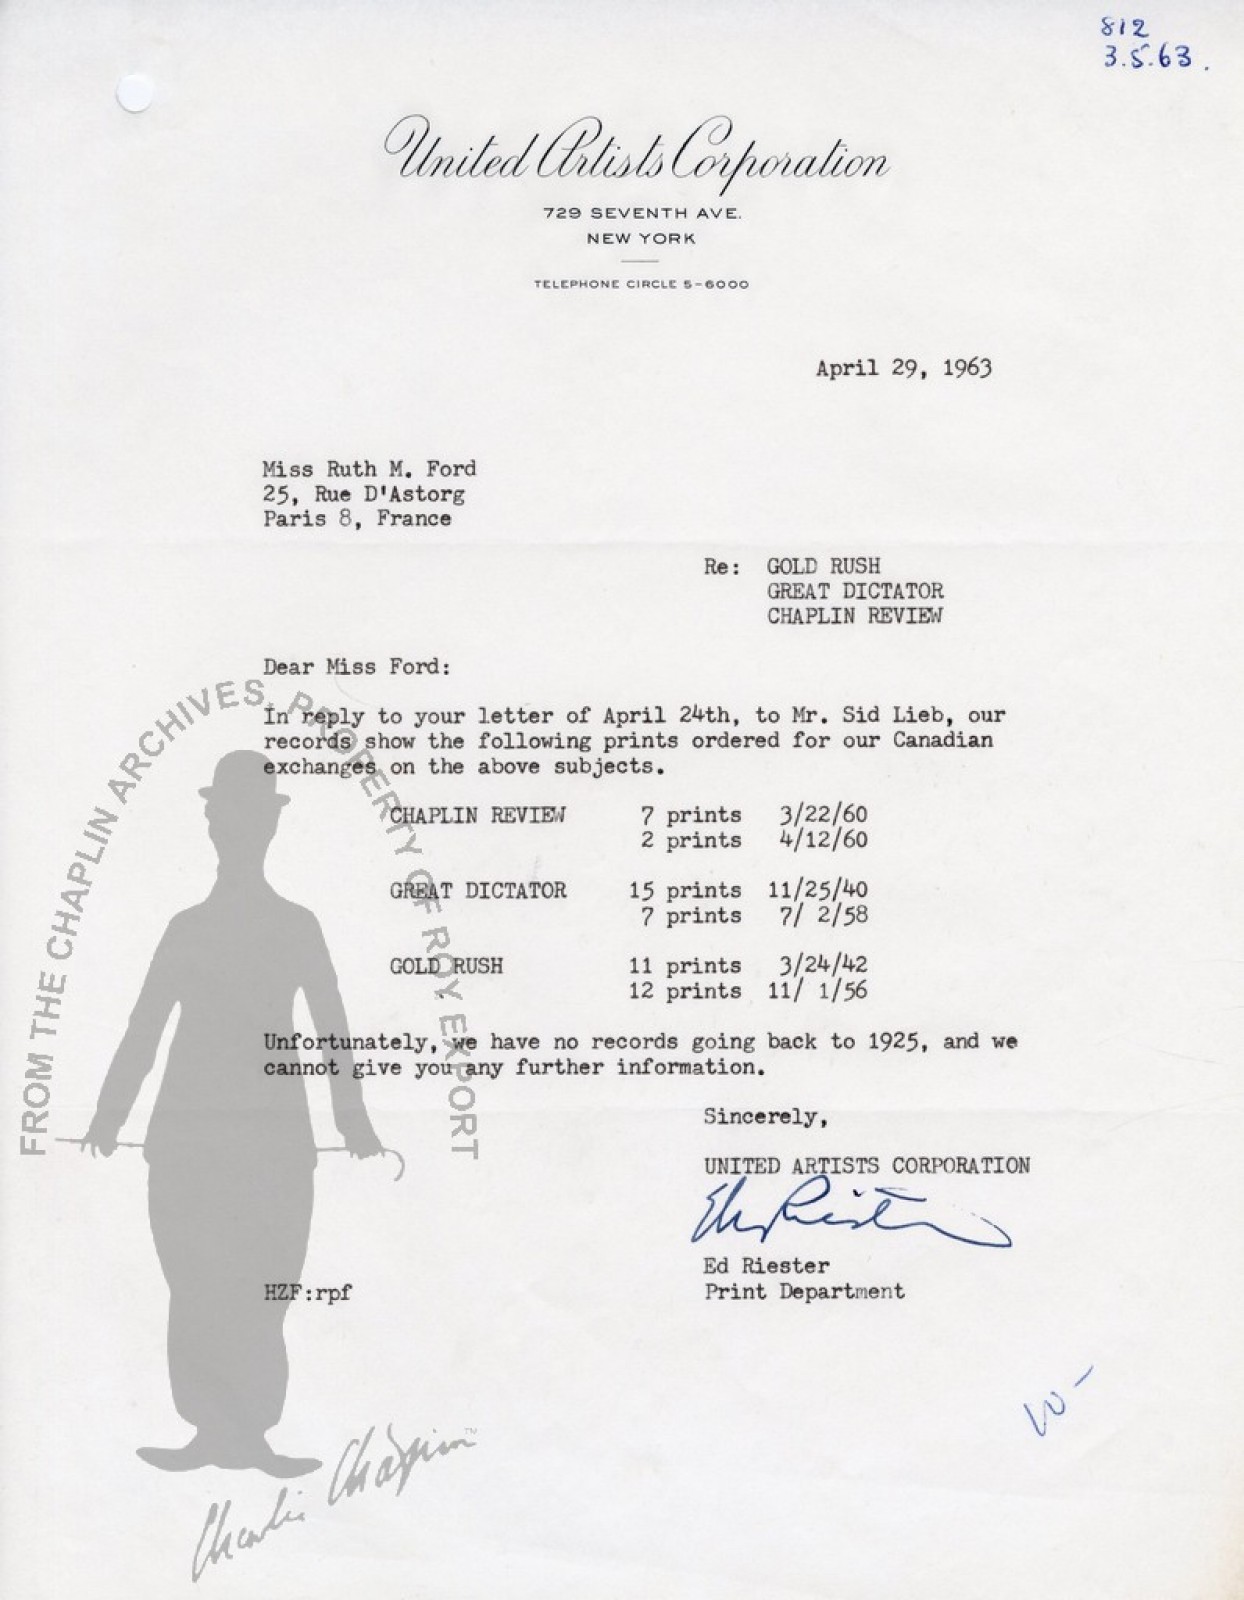 812
3.5.63.
United Artists Corporation
729 SEVENTH AVE.
NEW YORK
TELEPHONE CIRCLE 5-6000
April 29, 1963
Miss Ruth M. Ford
25, Rue D'Astorg
Paris 8, France
Re: GOLD RUSH
GREAT DICTATOR
CHAPLIN REVIEW
Dear Miss Ford:
In reply to your letter of April 24th, to Mr. Sid Lieb, our
records show the following prints ordered for our Canadian
exchanges on the above subjects.
CHAPLIN REVIEW 7 prints 3/22/60
2 prints 4/12/60
GREAT DICTATOR 15 prints 11/25/40
7 prints 7/ 2/58
GOLD RUSH 11 prints 3/24/42
12 prints 11/ 1/56
Unfortunately, we have no records going back to 1925, and we
cannot give you any further information.
Sincerely,
UNITED ARTISTS CORPORATION
Ed Riester
Ed Riester
Print Department
HZF:rpf
FROM THE CHAPLIN ARCHIVES, PROPERTY OF ROY EXPORT
Charlie Chaplin™